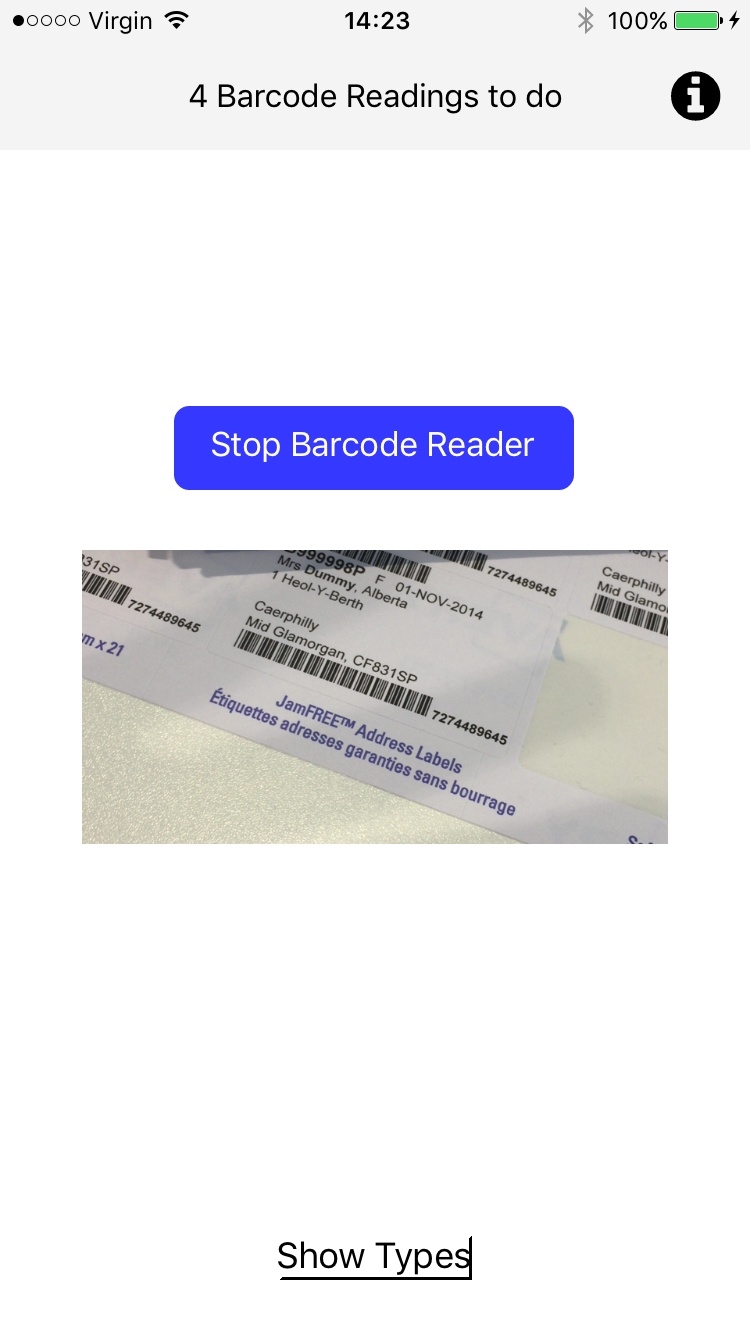 Virgin 14:23 100%
4 Barcode Readings to do
Stop Barcode Reader
31SP
7274489645
m x 21
999998P F 01-NOV-2014
Mrs Dummy, Alberta
1 Heol-Y-Berth
Caerphilly
Mid Glamorgan, CF831SP
7274489645
7274489645
Caerphilly
Mid Glamo
JamFREE™ Address Labels
Étiquettes adresses garanties sans bourrage
Show Types